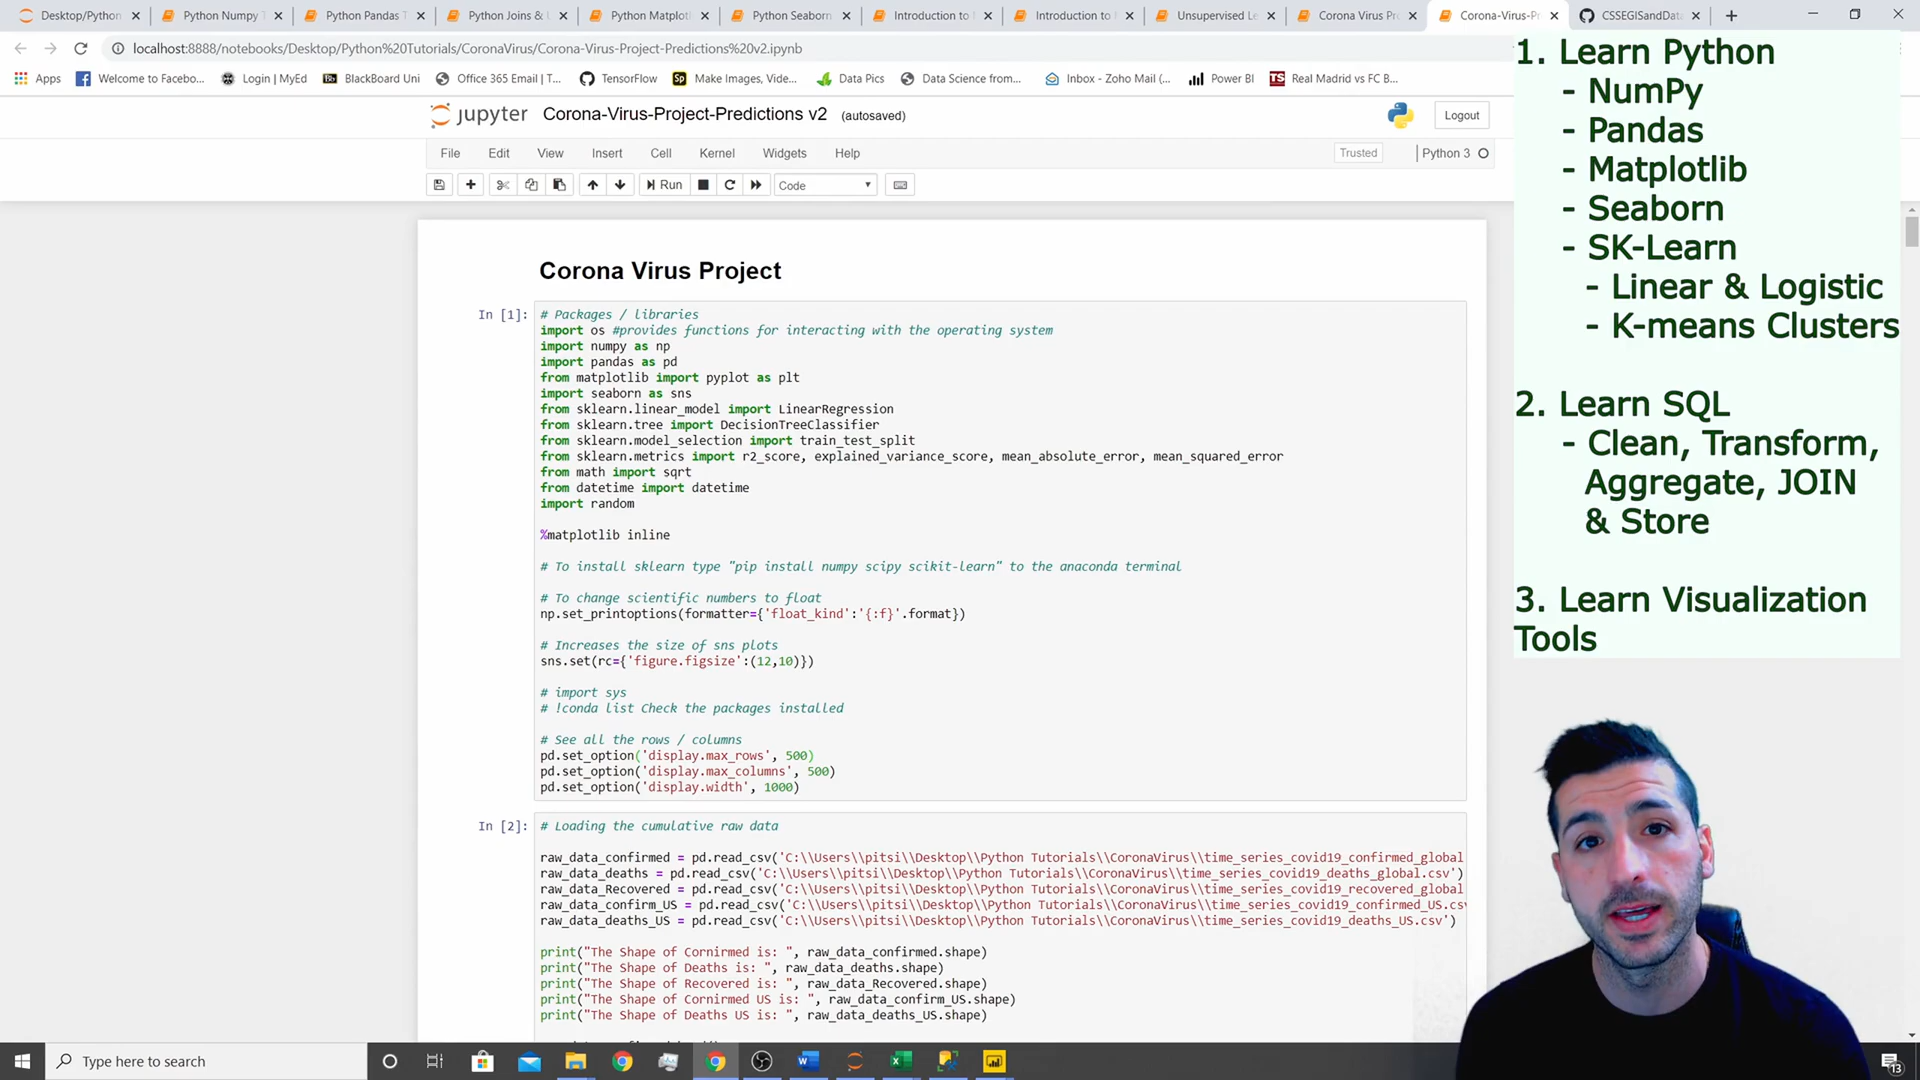 Desktop/Python
Python Numpy T
Python Pandas T
Python Joins & U
Python Matplotl
Python Seaborn
Introduction to
Introduction to
Unsupervised Le
Corona Virus Pr
Corona-Virus-P
CSSEGISandData
localhost:8888/notebooks/Desktop/Python%20Tutorials/CoronaVirus/Corona-Virus-Project-Predictions%20v2.ipynb
Apps
Welcome to Facebo...
Login | MyEd
BlackBoard Uni
Office 365 Email | T...
TensorFlow
Make Images, Vide...
Data Pics
Data Science from...
Inbox - Zoho Mail (...
Power BI
Real Madrid vs FC B...
jupyter Corona-Virus-Project-Predictions v2 (autosaved)
Logout
File Edit View Insert Cell Kernel Widgets Help
Trusted
Python 3
Run
Code
Corona Virus Project
In [1]:
# Packages / libraries
import os #provides functions for interacting with the operating system
import numpy as np
import pandas as pd
from matplotlib import pyplot as plt
import seaborn as sns
from sklearn.linear_model import LinearRegression
from sklearn.tree import DecisionTreeClassifier
from sklearn.model_selection import train_test_split
from sklearn.metrics import r2_score, explained_variance_score, mean_absolute_error, mean_squared_error
from math import sqrt
from datetime import datetime
import random
%matplotlib inline
# To install sklearn type "pip install numpy scipy scikit-learn" to the anaconda terminal
# To change scientific numbers to float
np.set_printoptions(formatter={'float_kind':'{:f}'.format})
# Increases the size of sns plots
sns.set(rc={'figure.figsize':(12,10)})
# import sys
# !conda list Check the packages installed
# See all the rows / columns
pd.set_option('display.max_rows', 500)
pd.set_option('display.max_columns', 500)
pd.set_option('display.width', 1000)
In [2]:
# Loading the cumulative raw data
raw_data_confirmed = pd.read_csv('C:\\Users\\pitsi\\Desktop\\Python Tutorials\\CoronaVirus\\time_series_covid19_confirmed_global
raw_data_deaths = pd.read_csv('C:\\Users\\pitsi\\Desktop\\Python Tutorials\\CoronaVirus\\time_series_covid19_deaths_global.csv')
raw_data_Recovered = pd.read_csv('C:\\Users\\pitsi\\Desktop\\Python Tutorials\\CoronaVirus\\time_series_covid19_recovered_global
raw_data_confirm_US = pd.read_csv('C:\\Users\\pitsi\\Desktop\\Python Tutorials\\CoronaVirus\\time_series_covid19_confirmed_US.csv
raw_data_deaths_US = pd.read_csv('C:\\Users\\pitsi\\Desktop\\Python Tutorials\\CoronaVirus\\time_series_covid19_deaths_US.csv')
print("The Shape of Cornirmed is: ", raw_data_confirmed.shape)
print("The Shape of Deaths is: ", raw_data_deaths.shape)
print("The Shape of Recovered is: ", raw_data_Recovered.shape)
print("The Shape of Cornirmed US is: ", raw_data_confirm_US.shape)
print("The Shape of Deaths US is: ", raw_data_deaths_US.shape)
1. Learn Python
- NumPy
- Pandas
- Matplotlib
- Seaborn
- SK-Learn
- Linear & Logistic
- K-means Clusters
2. Learn SQL
- Clean, Transform,
Aggregate, JOIN
& Store
3. Learn Visualization
Tools
Type here to search
13